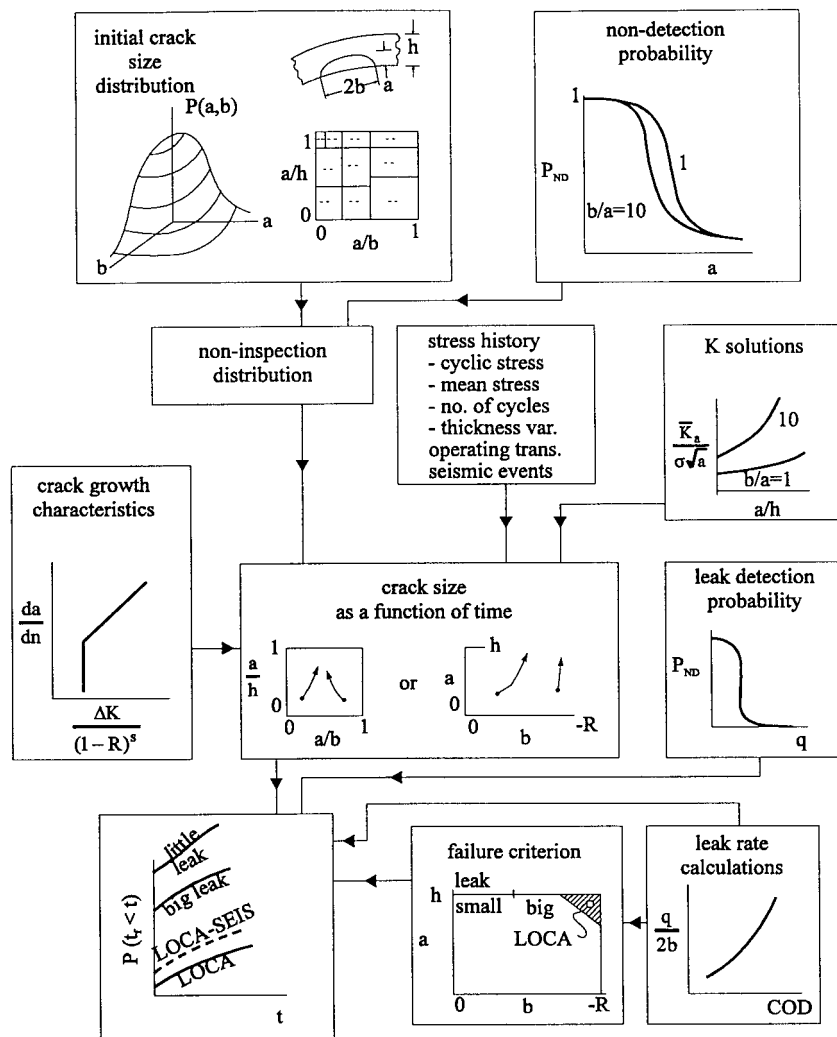 initial crack
size
distribution
P(a,b)
a
b
h
2b
a
1
a/h
0
0
1
a/b
non-detection
probability
1
P_ND
1
b/a=10
a
non-inspection
distribution
stress history
- cyclic stress
- mean stress
- no. of cycles
- thickness var.
operating trans.
seismic events
K solutions
K̅_a
σ√a
10
b/a=1
a/h
crack growth
characteristics
da
dn
ΔK
(1 − R)^s
crack size
as a function of time
1
a
h
0
0
1
a/b
or
h
a
0
b
-R
leak detection
probability
P_ND
q
little
leak
big leak
LOCA-SEIS
LOCA
P (t_f < t)
t
failure criterion
h
leak
small
big
LOCA
a
0
b
-R
leak rate
calculations
q
2b
COD